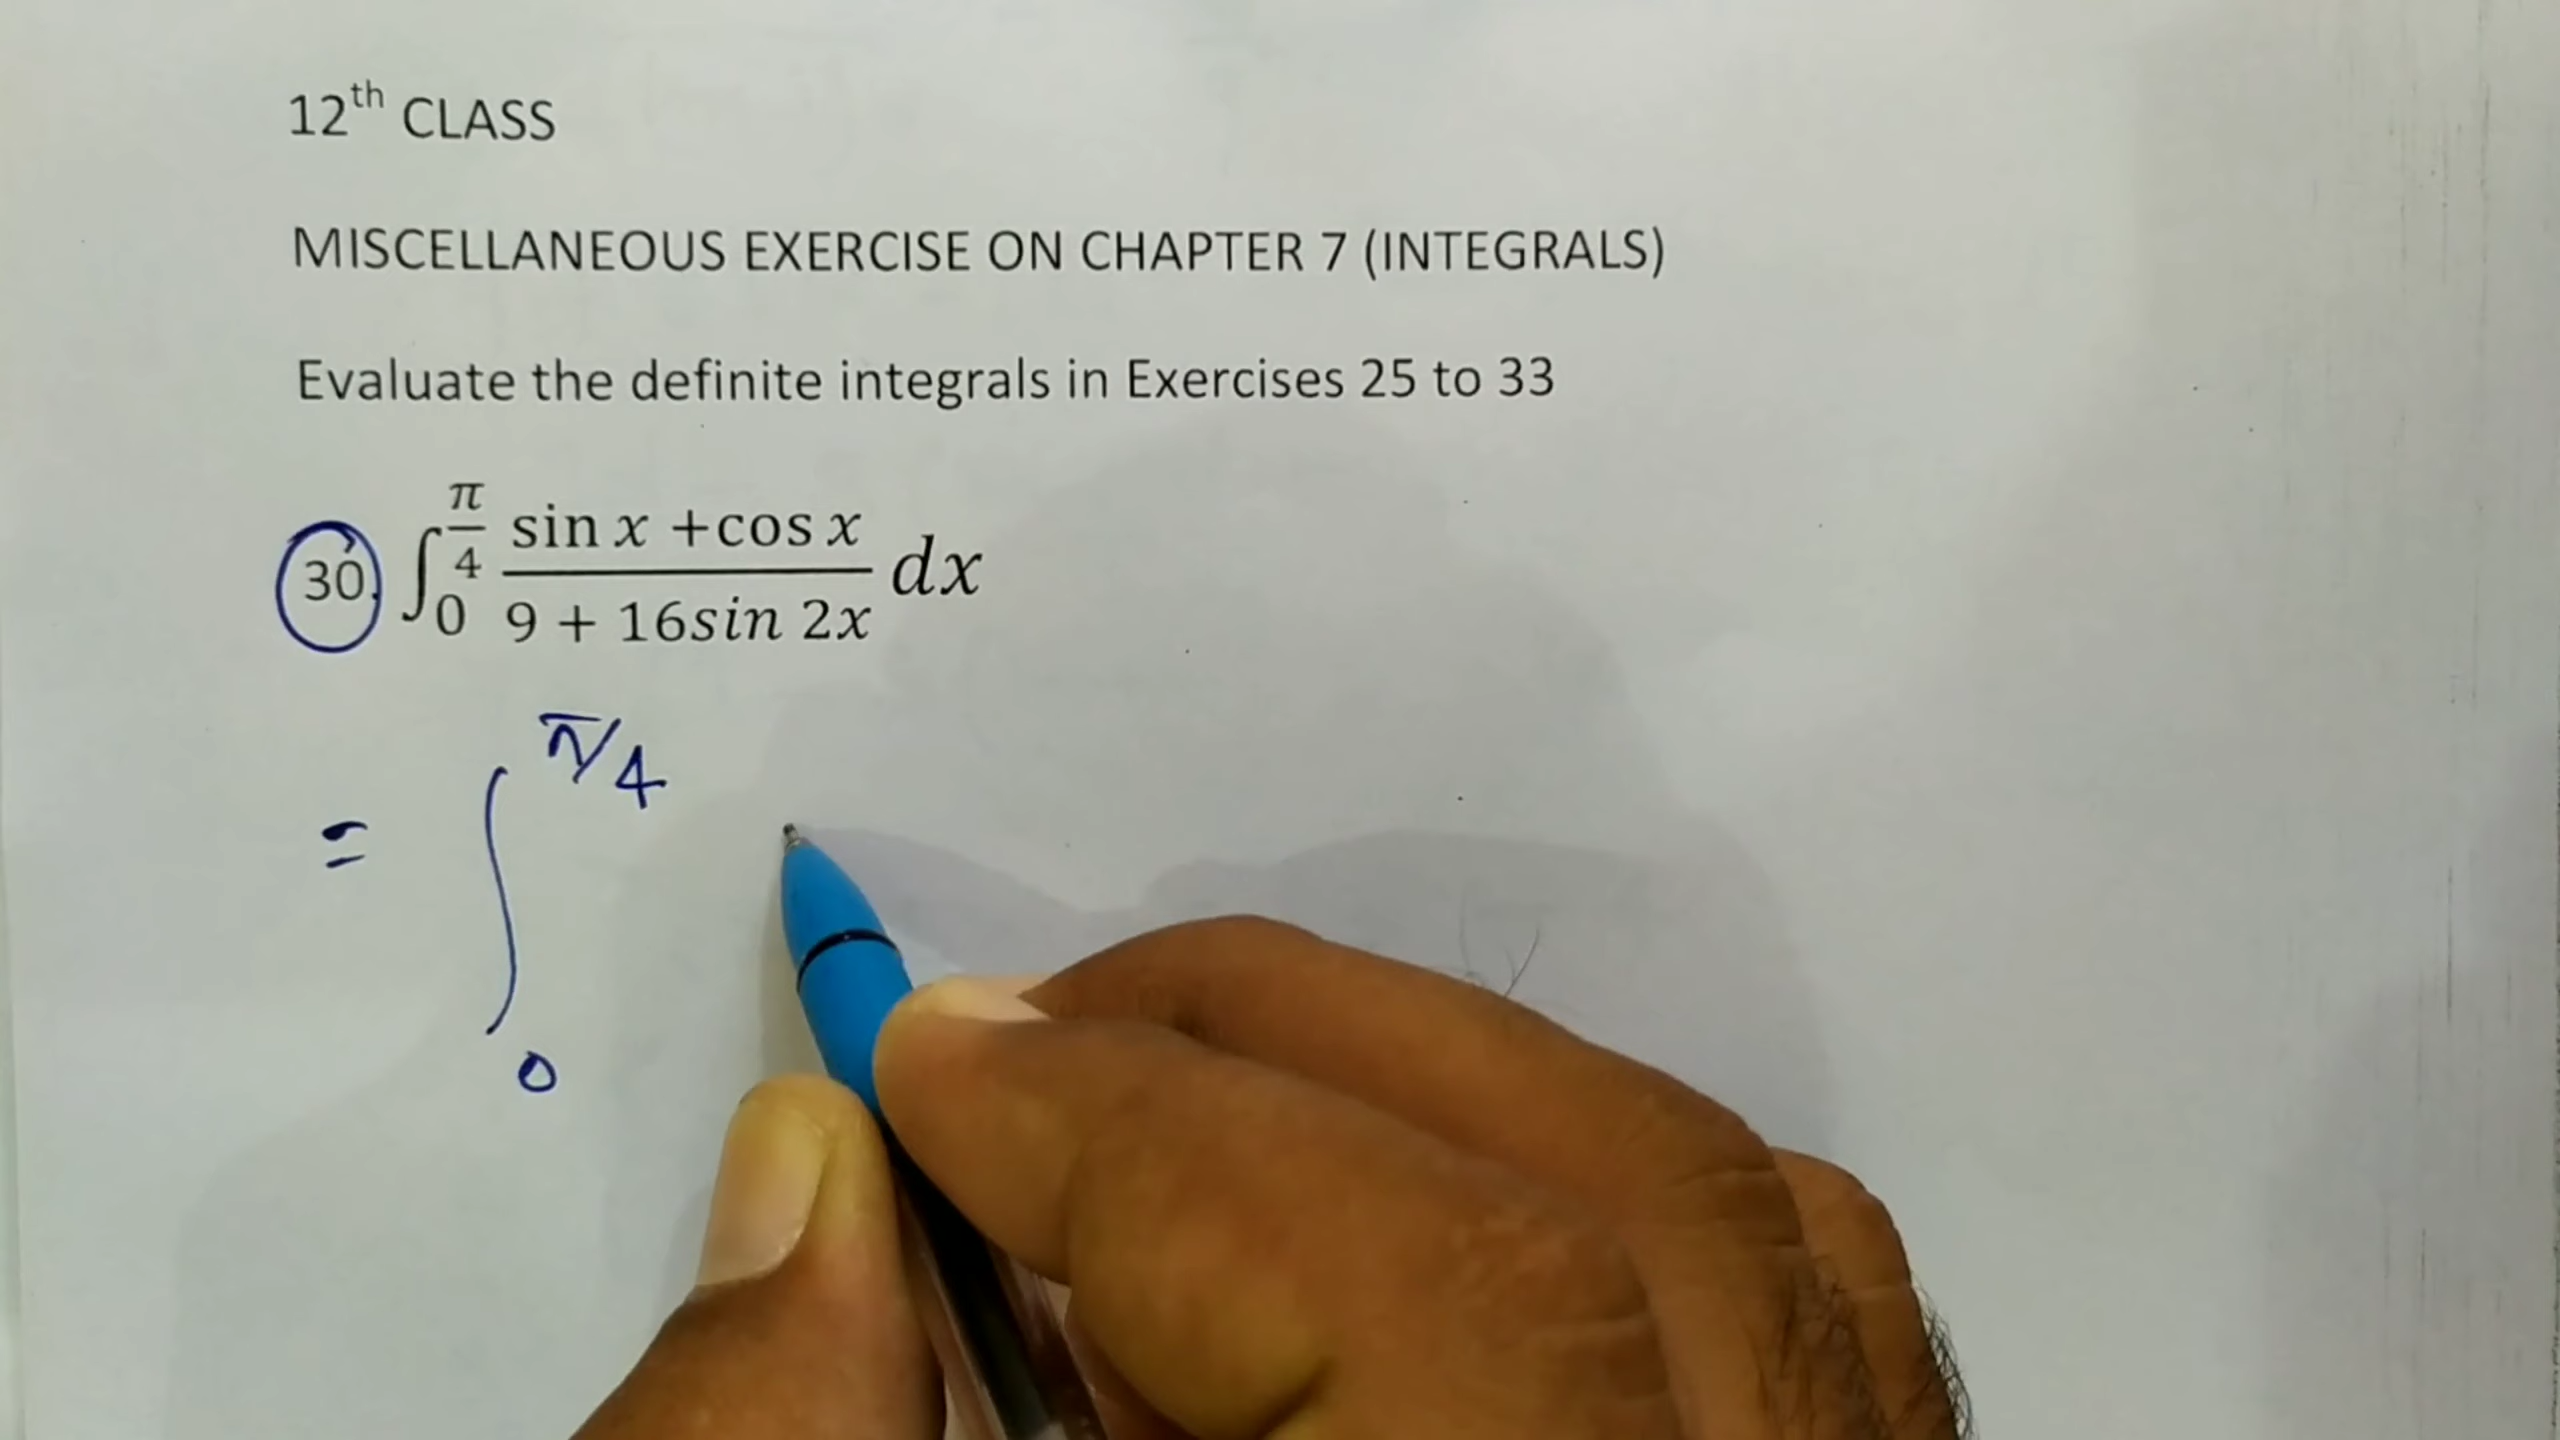 12th CLASS
MISCELLANEOUS EXERCISE ON CHAPTER 7 (INTEGRALS)
Evaluate the definite integrals in Exercises 25 to 33
30. ∫₀^(π/4) (sin x +cos x)/(9 + 16sin 2x) dx
= ∫₀^(π/4)